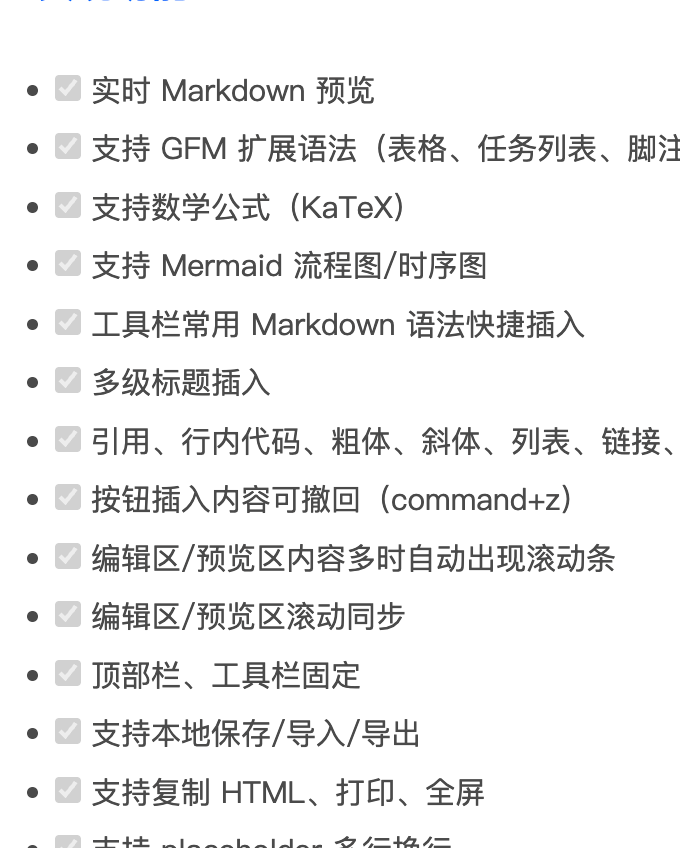 实时 Markdown 预览
支持 GFM 扩展语法（表格、任务列表、脚注
支持数学公式（KaTeX）
支持 Mermaid 流程图/时序图
工具栏常用 Markdown 语法快捷插入
多级标题插入
引用、行内代码、粗体、斜体、列表、链接、
按钮插入内容可撤回（command+z）
编辑区/预览区内容多时自动出现滚动条
编辑区/预览区滚动同步
顶部栏、工具栏固定
支持本地保存/导入/导出
支持复制 HTML、打印、全屏
支持 placeholder 多行换行